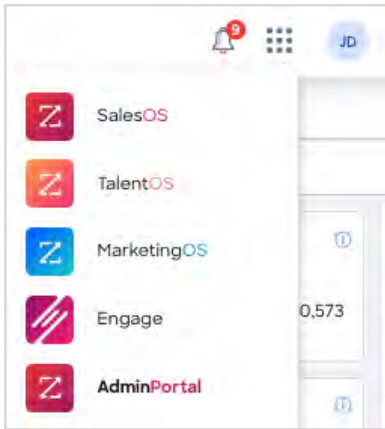 9
JD
SalesOS
TalentOS
MarketingOS
Engage
0,573
AdminPortal